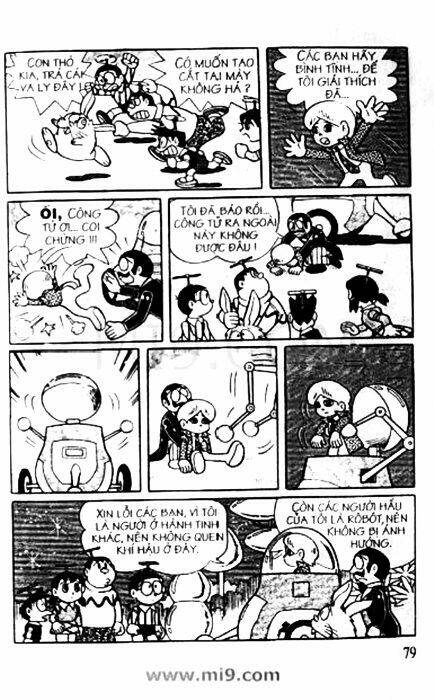 CON THỎ
KIA, TRẢ CÁI
VA LY ĐÂY !
CÓ MUỐN TAO
CẮT TAI MÀY
KHÔNG HẢ ?
CÁC BẠN HÃY
BÌNH TĨNH... ĐỂ
TÔI GIẢI THÍCH
ĐÃ...
ỐI, CÔNG
TỬ ƠI... COI
CHỪNG !!!
TÔI ĐÃ BẢO RỒI...
CÔNG TỬ RA NGOÀI
NÀY KHÔNG
ĐƯỢC ĐÂU !
XIN LỖI CÁC BẠN, VÌ TÔI
LÀ NGƯỜI Ở HÀNH TINH
KHÁC, NÊN KHÔNG QUEN
KHÍ HẬU Ở ĐÂY.
CÒN CÁC NGƯỜI HẦU
CỦA TÔI LÀ RÔBỐT, NÊN
KHÔNG BỊ ẢNH
HƯỞNG.
79
www.mi9.com